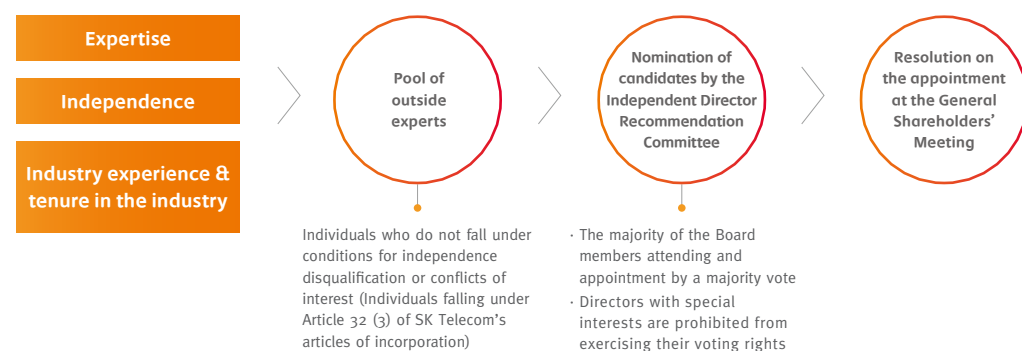 Expertise
Independence
Industry experience &
tenure in the industry
Pool of
outside
experts
Nomination of
candidates by the
Independent Director
Recommendation
Committee
Resolution on
the appointment
at the General
Shareholders'
Meeting
Individuals who do not fall under
conditions for independence
disqualification or conflicts of
interest (Individuals falling under
Article 32 (3) of SK Telecom's
articles of incorporation)
· The majority of the Board
members attending and
appointment by a majority vote
· Directors with special
interests are prohibited from
exercising their voting rights